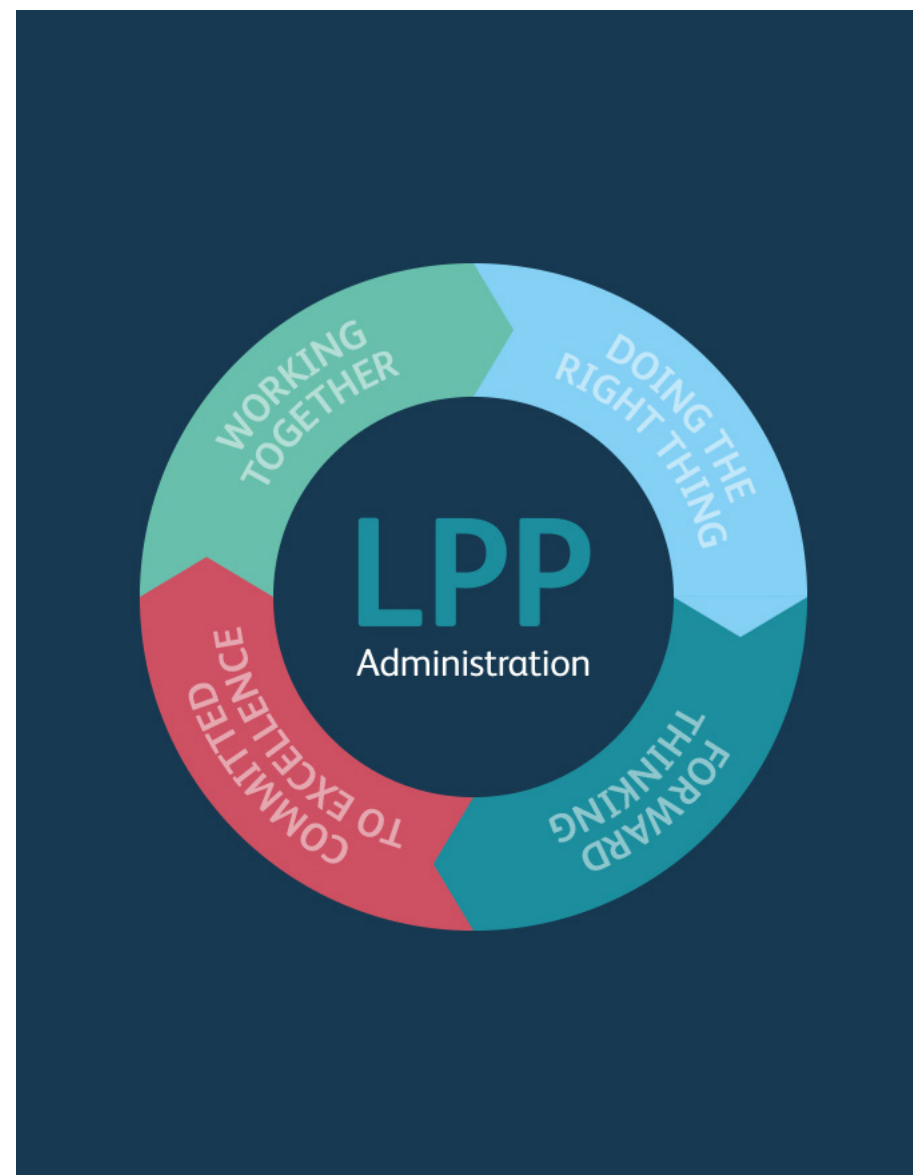 WORKING
TOGETHER
DOING THE
RIGHT THING
LPP
Administration
FORWARD
THINKING
COMMITTED
TO EXCELLENCE